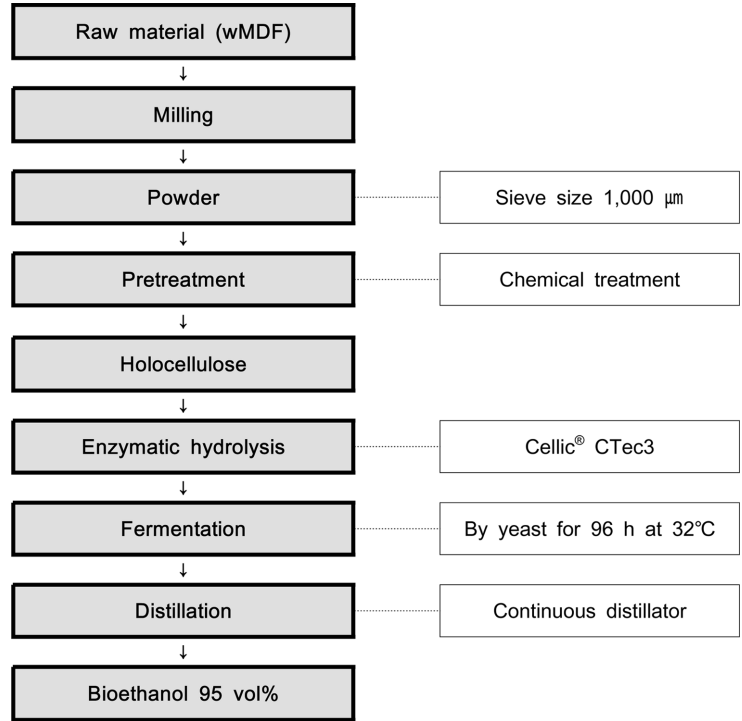 Raw material (wMDF)
↓
Milling
↓
Powder
Sieve size 1,000 ㎛
↓
Pretreatment
Chemical treatment
↓
Holocellulose
↓
Enzymatic hydrolysis
Cellic® CTec3
↓
Fermentation
By yeast for 96 h at 32℃
↓
Distillation
Continuous distillator
↓
Bioethanol 95 vol%